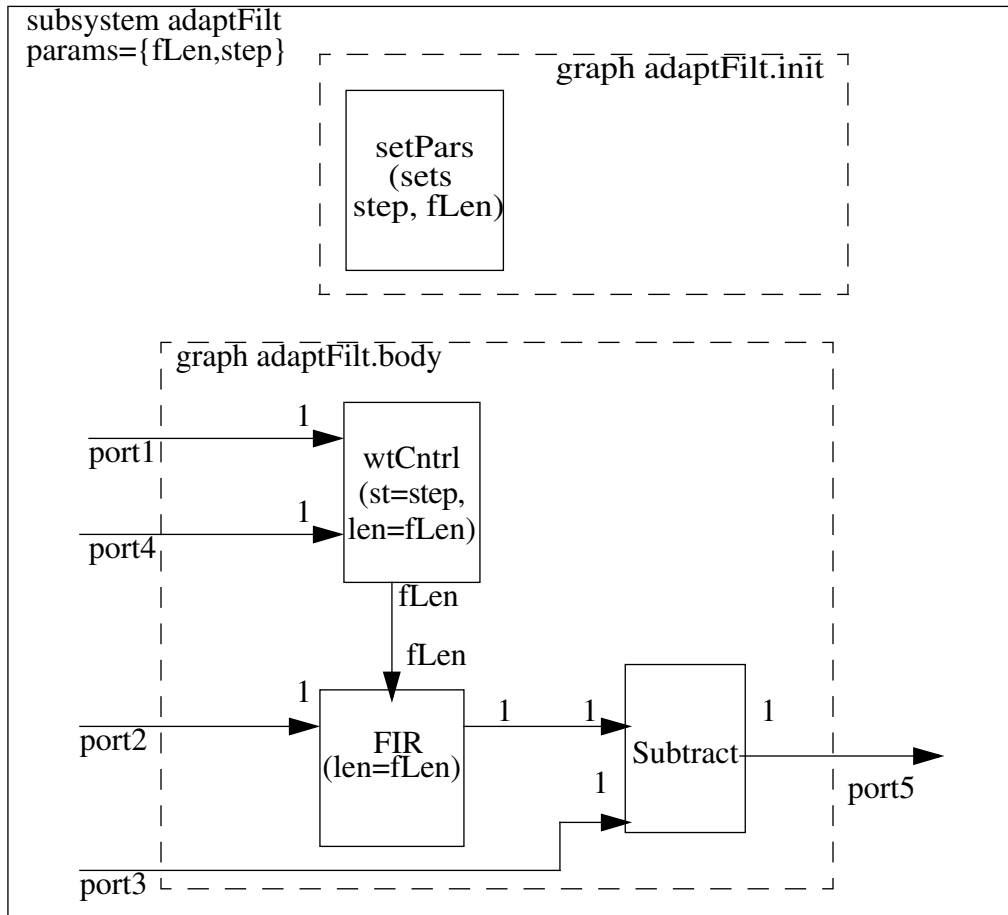 subsystem adaptFilt
params={fLen,step}
graph adaptFilt.init
setPars
(sets
step, fLen)
graph adaptFilt.body
1
port1
wtCntrl
(st=step,
len=fLen)
1
port4
fLen
fLen
1
port2
FIR
(len=fLen)
1
1
Subtract
1
1
port5
port3